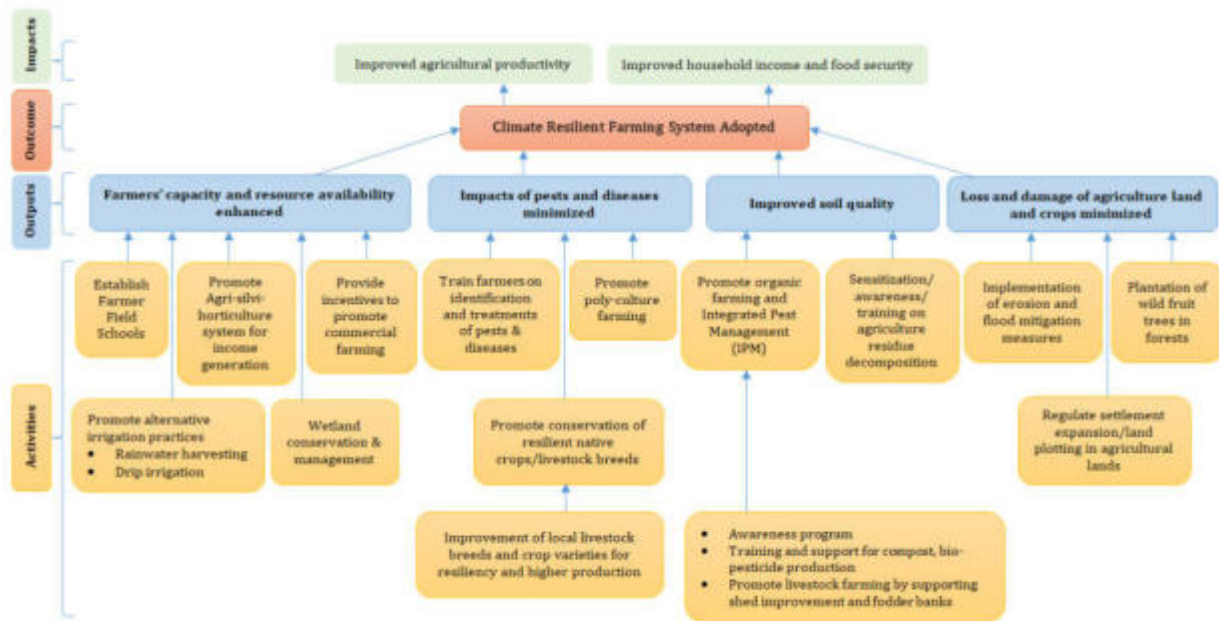 Impacts
Improved agricultural productivity
Improved household income and food security
Outcome
Climate Resilient Farming System Adopted
Outputs
Farmers' capacity and resource availability
enhanced
Impacts of pests and diseases
minimized
Improved soil quality
Loss and damage of agriculture land
and crops minimized
Activities
Establish
Farmer
Field
Schools
Promote
Agri-silvi-
horticulture
system for
income
generation
Provide
incentives to
promote
commercial
farming
Train farmers on
identification
and treatments
of pests &
diseases
Promote
poly-culture
farming
Promote organic
farming and
Integrated Pest
Management
(IPM)
Sensitization/
awareness/
training on
agriculture
residue
decomposition
Implementation
of erosion and
flood mitigation
measures
Plantation of
wild fruit
trees in
forests
Promote alternative
irrigation practices
• Rainwater harvesting
• Drip irrigation
Wetland
conservation &
management
Promote conservation of
resilient native
crops/livestock breeds
Regulate settlement
expansion/land
plotting in agricultural
lands
Improvement of local livestock
breeds and crop varieties for
resiliency and higher production
• Awareness program
• Training and support for compost, bio-
pesticide production
• Promote livestock farming by supporting
shed improvement and fodder banks